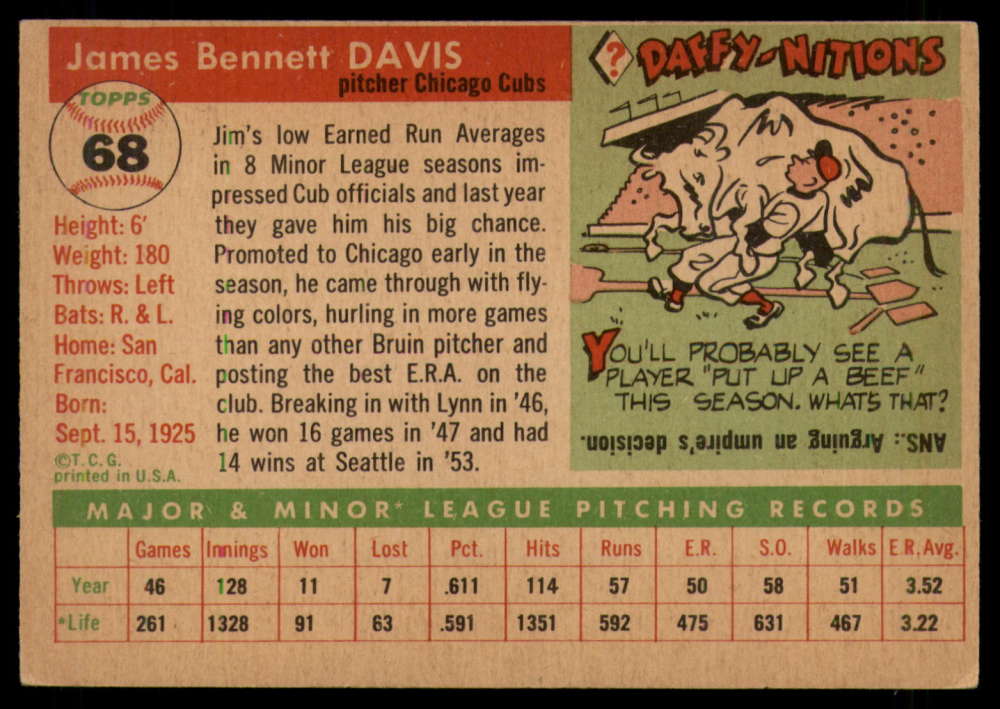 James Bennett DAVIS
pitcher Chicago Cubs
TOPPS
68
Height: 6'
Weight: 180
Throws: Left
Bats: R. & L.
Home: San
Francisco, Cal.
Born:
Sept. 15, 1925
©T.C.G.
printed in U.S.A.
Jim's low Earned Run Averages
in 8 Minor League seasons im-
pressed Cub officials and last year
they gave him his big chance.
Promoted to Chicago early in the
season, he came through with fly-
ing colors, hurling in more games
than any other Bruin pitcher and
posting the best E.R.A. on the
club. Breaking in with Lynn in '46,
he won 16 games in '47 and had
14 wins at Seattle in '53.
? DAFFY-NITIONS
YOU'LL PROBABLY SEE A
PLAYER "PUT UP A BEEF"
THIS SEASON. WHATS THAT?
ANS.: Arguing an umpire's decision.
MAJOR & MINOR* LEAGUE PITCHING RECORDS
Games Innings Won Lost Pct. Hits Runs E.R. S.O. Walks E.R. Avg.
Year 46 128 11 7 .611 114 57 50 58 51 3.52
*Life 261 1328 91 63 .591 1351 592 475 631 467 3.22